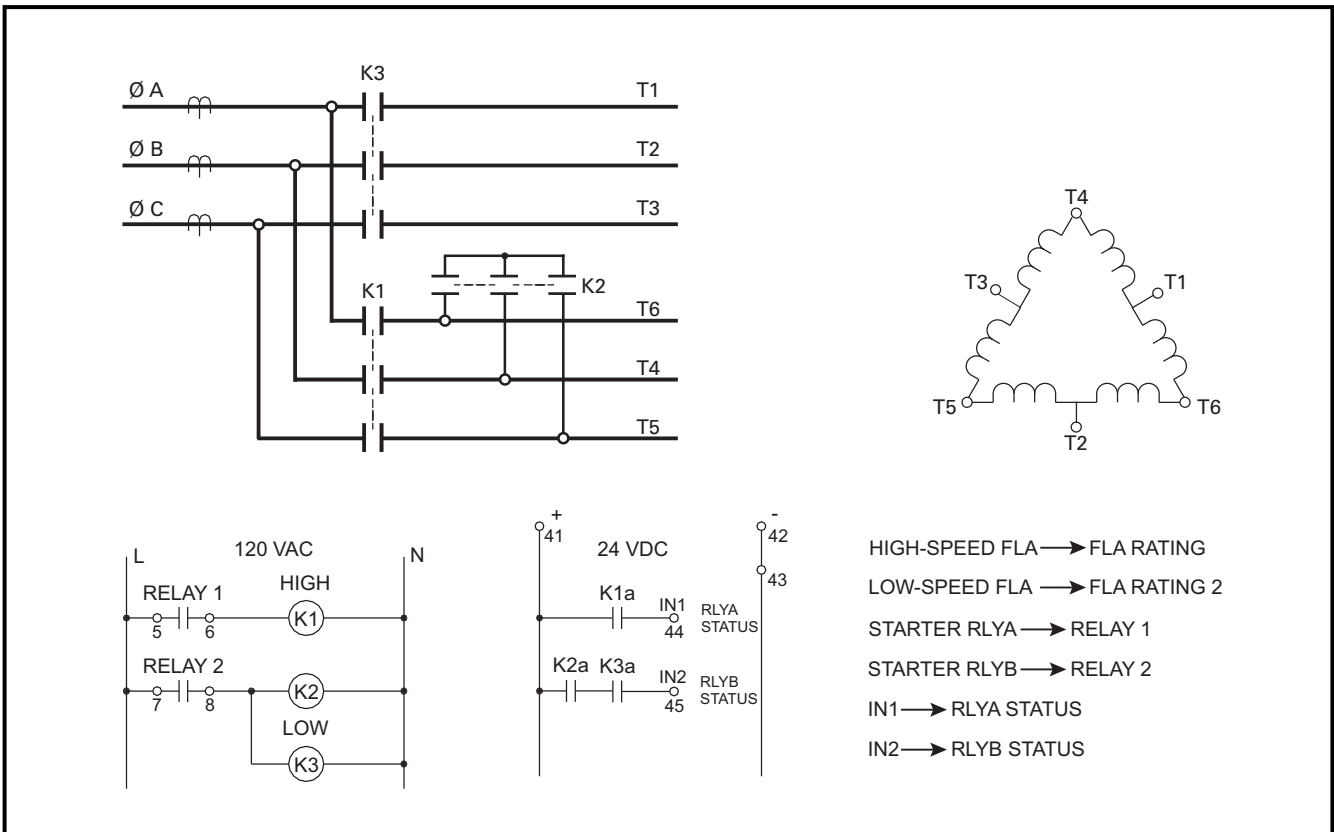 K3
Ø A
T1
Ø B
T2
Ø C
T3
K1
K2
T6
T4
T5
T4
T3
T1
T5
T6
T2
L
120 VAC
N
HIGH
RELAY 1
5
6
K1
RELAY 2
7
8
K2
LOW
K3
+
41
24 VDC
-
42
43
K1a
IN1
44
RLYA
STATUS
K2a
K3a
IN2
45
RLYB
STATUS
HIGH-SPEED FLA → FLA RATING
LOW-SPEED FLA → FLA RATING 2
STARTER RLYA → RELAY 1
STARTER RLYB → RELAY 2
IN1 → RLYA STATUS
IN2 → RLYB STATUS